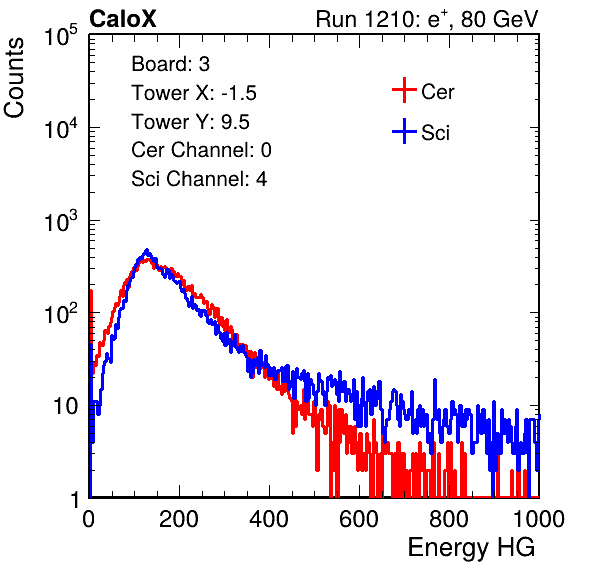 CaloX Run 1210: e⁺, 80 GeV
Counts
10⁵
10⁴
10³
10²
10
1
Board: 3
Tower X: -1.5
Tower Y: 9.5
Cer Channel: 0
Sci Channel: 4
Cer
Sci
0 200 400 600 800 1000
Energy HG